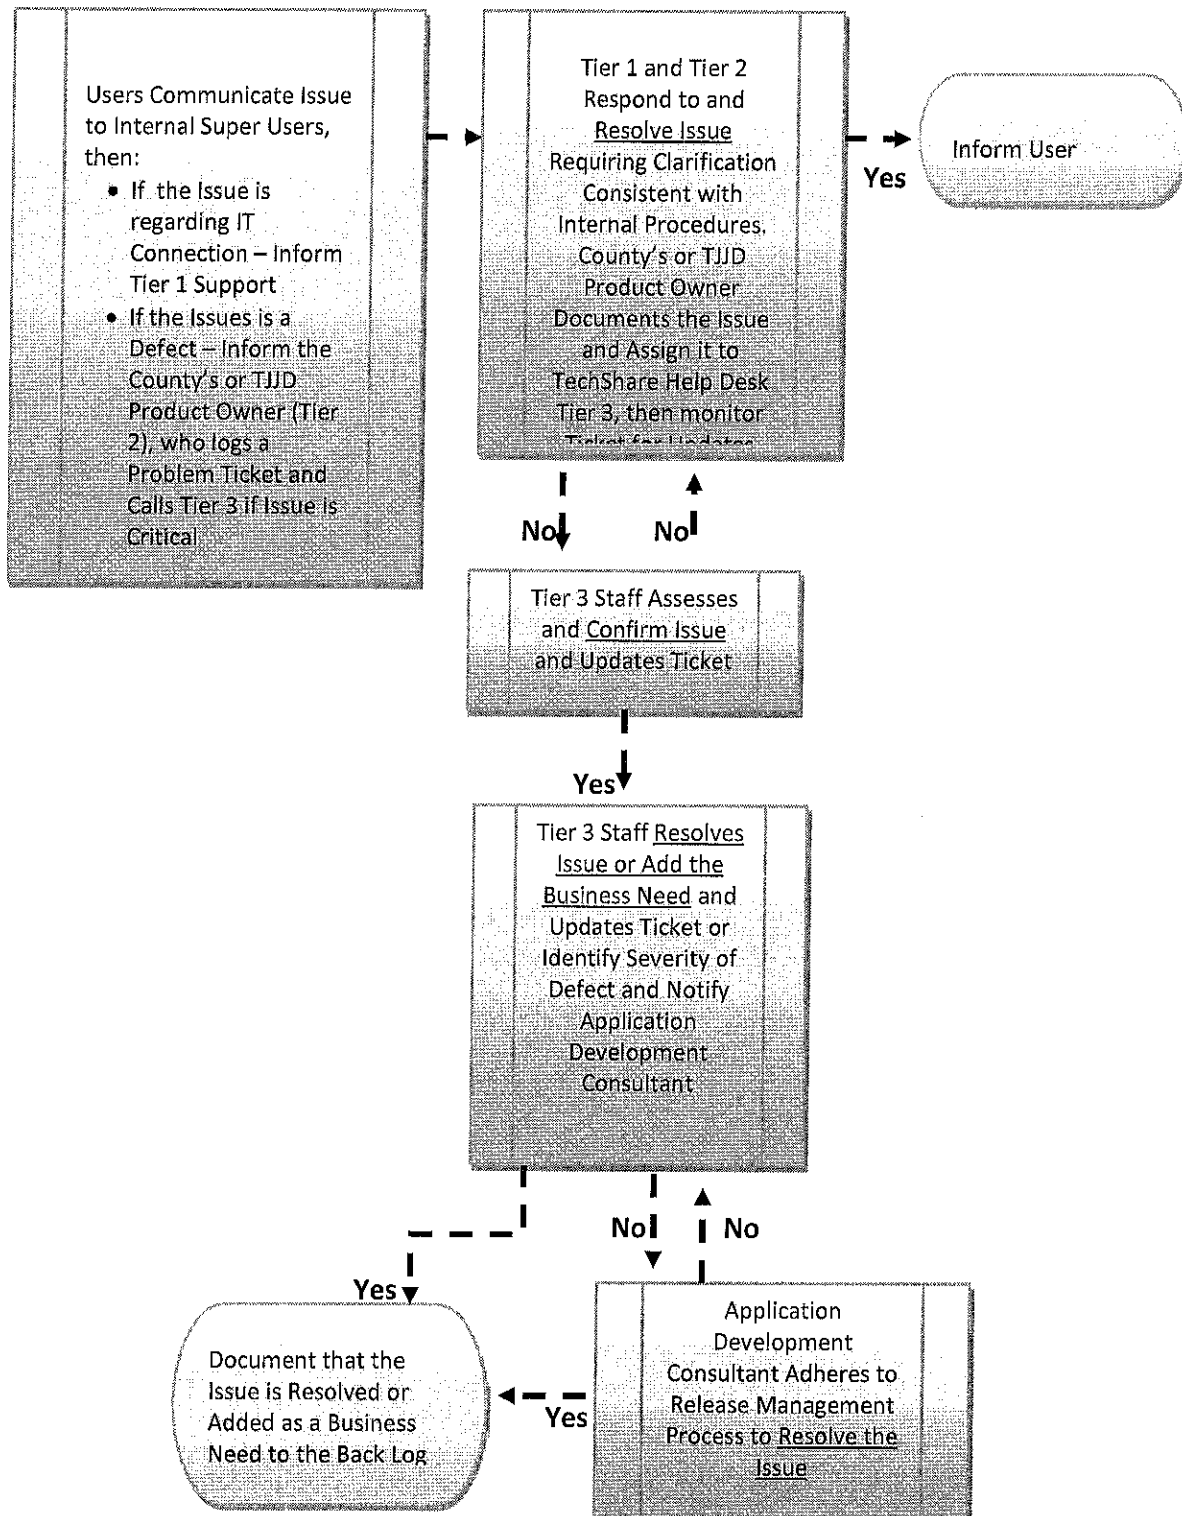 Users Communicate Issue
to Internal Super Users,
then:
• If the Issue is
regarding IT
Connection – Inform
Tier 1 Support
• If the Issues is a
Defect – Inform the
County's or TJJD
Product Owner (Tier
2), who logs a
Problem Ticket and
Calls Tier 3 if Issue is
Critical
Tier 1 and Tier 2
Respond to and
Resolve Issue
Requiring Clarification
Consistent with
Internal Procedures.
County's or TJJD
Product Owner
Documents the Issue
and Assign it to
TechShare Help Desk
Tier 3, then monitor
Ticket for Updates
Yes
Inform User
No
No
Tier 3 Staff Assesses
and Confirm Issue
and Updates Ticket
Yes
Tier 3 Staff Resolves
Issue or Add the
Business Need and
Updates Ticket or
Identify Severity of
Defect and Notify
Application
Development
Consultant
No
No
Yes
Document that the
Issue is Resolved or
Added as a Business
Need to the Back Log
Yes
Application
Development
Consultant Adheres to
Release Management
Process to Resolve the
Issue